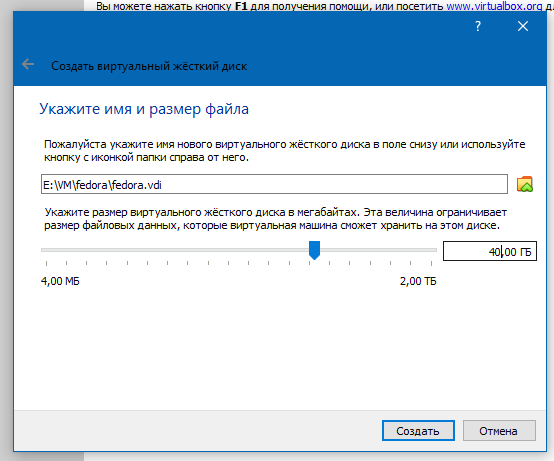 Вы можете нажать кнопку F1 для получения помощи, или посетить www.virtualbox.org дл
?
Создать виртуальный жёсткий диск
Укажите имя и размер файла
Пожалуйста укажите имя нового виртуального жёсткого диска в поле снизу или используйте
кнопку с иконкой папки справа от него.
E:\VM\fedora\fedora.vdi
Укажите размер виртуального жёсткого диска в мегабайтах. Эта величина ограничивает
размер файловых данных, которые виртуальная машина сможет хранить на этом диске.
40,00 ГБ
4,00 МБ 2,00 ТБ
Создать Отмена